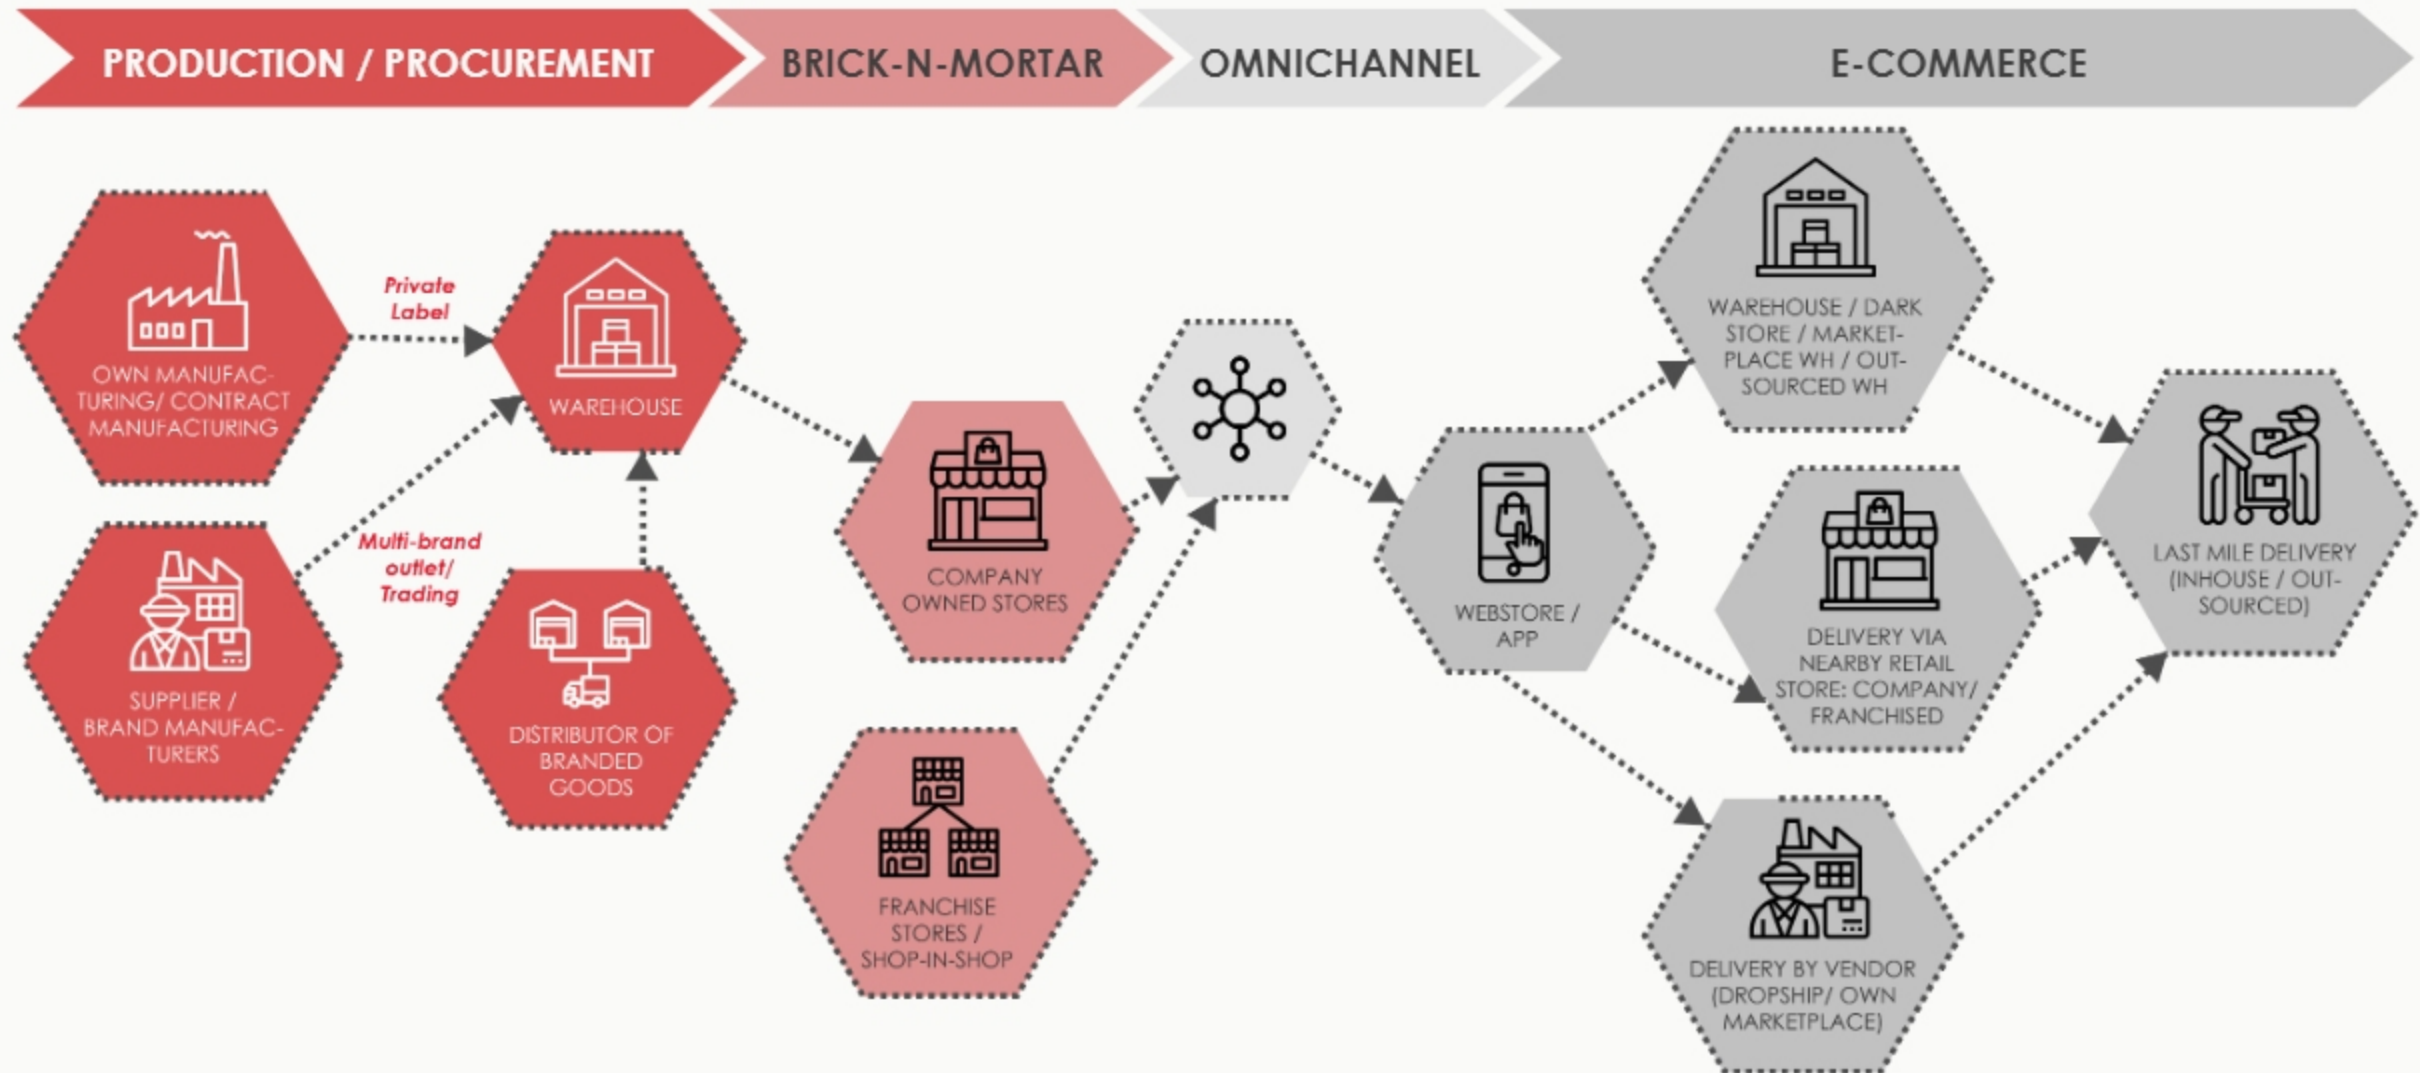 PRODUCTION / PROCUREMENT
BRICK-N-MORTAR
OMNICHANNEL
E-COMMERCE
OWN MANUFAC-
TURING/ CONTRACT
MANUFACTURING
Private
Label
WAREHOUSE
SUPPLIER /
BRAND MANUFAC-
TURERS
Multi-brand
outlet/
Trading
DISTRIBUTOR OF
BRANDED
GOODS
COMPANY
OWNED STORES
FRANCHISE
STORES /
SHOP-IN-SHOP
WEBSTORE /
APP
WAREHOUSE / DARK
STORE / MARKET-
PLACE WH / OUT-
SOURCED WH
DELIVERY VIA
NEARBY RETAIL
STORE: COMPANY/
FRANCHISED
DELIVERY BY VENDOR
(DROPSHIP/ OWN
MARKETPLACE)
LAST MILE DELIVERY
(INHOUSE / OUT-
SOURCED)